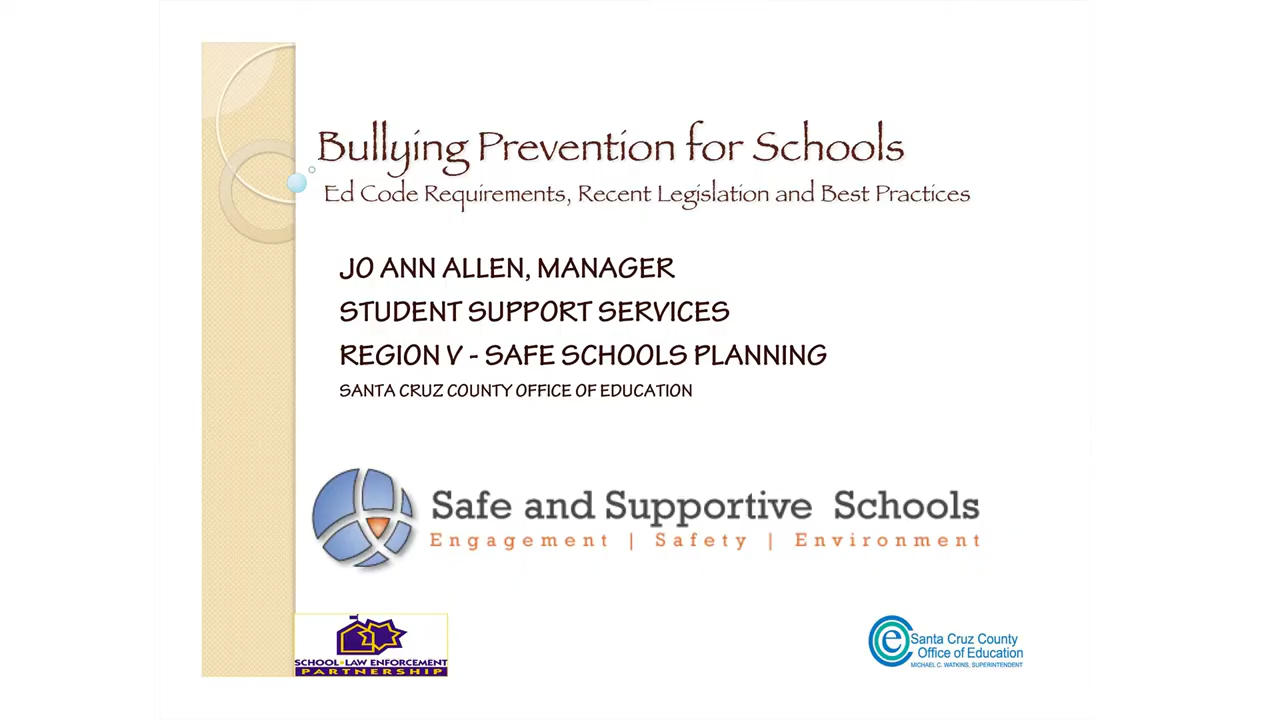 Bullying Prevention for Schools
Ed Code Requirements, Recent Legislation and Best Practices
JO ANN ALLEN, MANAGER
STUDENT SUPPORT SERVICES
REGION V - SAFE SCHOOLS PLANNING
SANTA CRUZ COUNTY OFFICE OF EDUCATION
Safe and Supportive Schools
Engagement | Safety | Environment
SCHOOL LAW ENFORCEMENT
PARTNERSHIP
e Santa Cruz County
Office of Education
MICHAEL C. WATKINS, SUPERINTENDENT